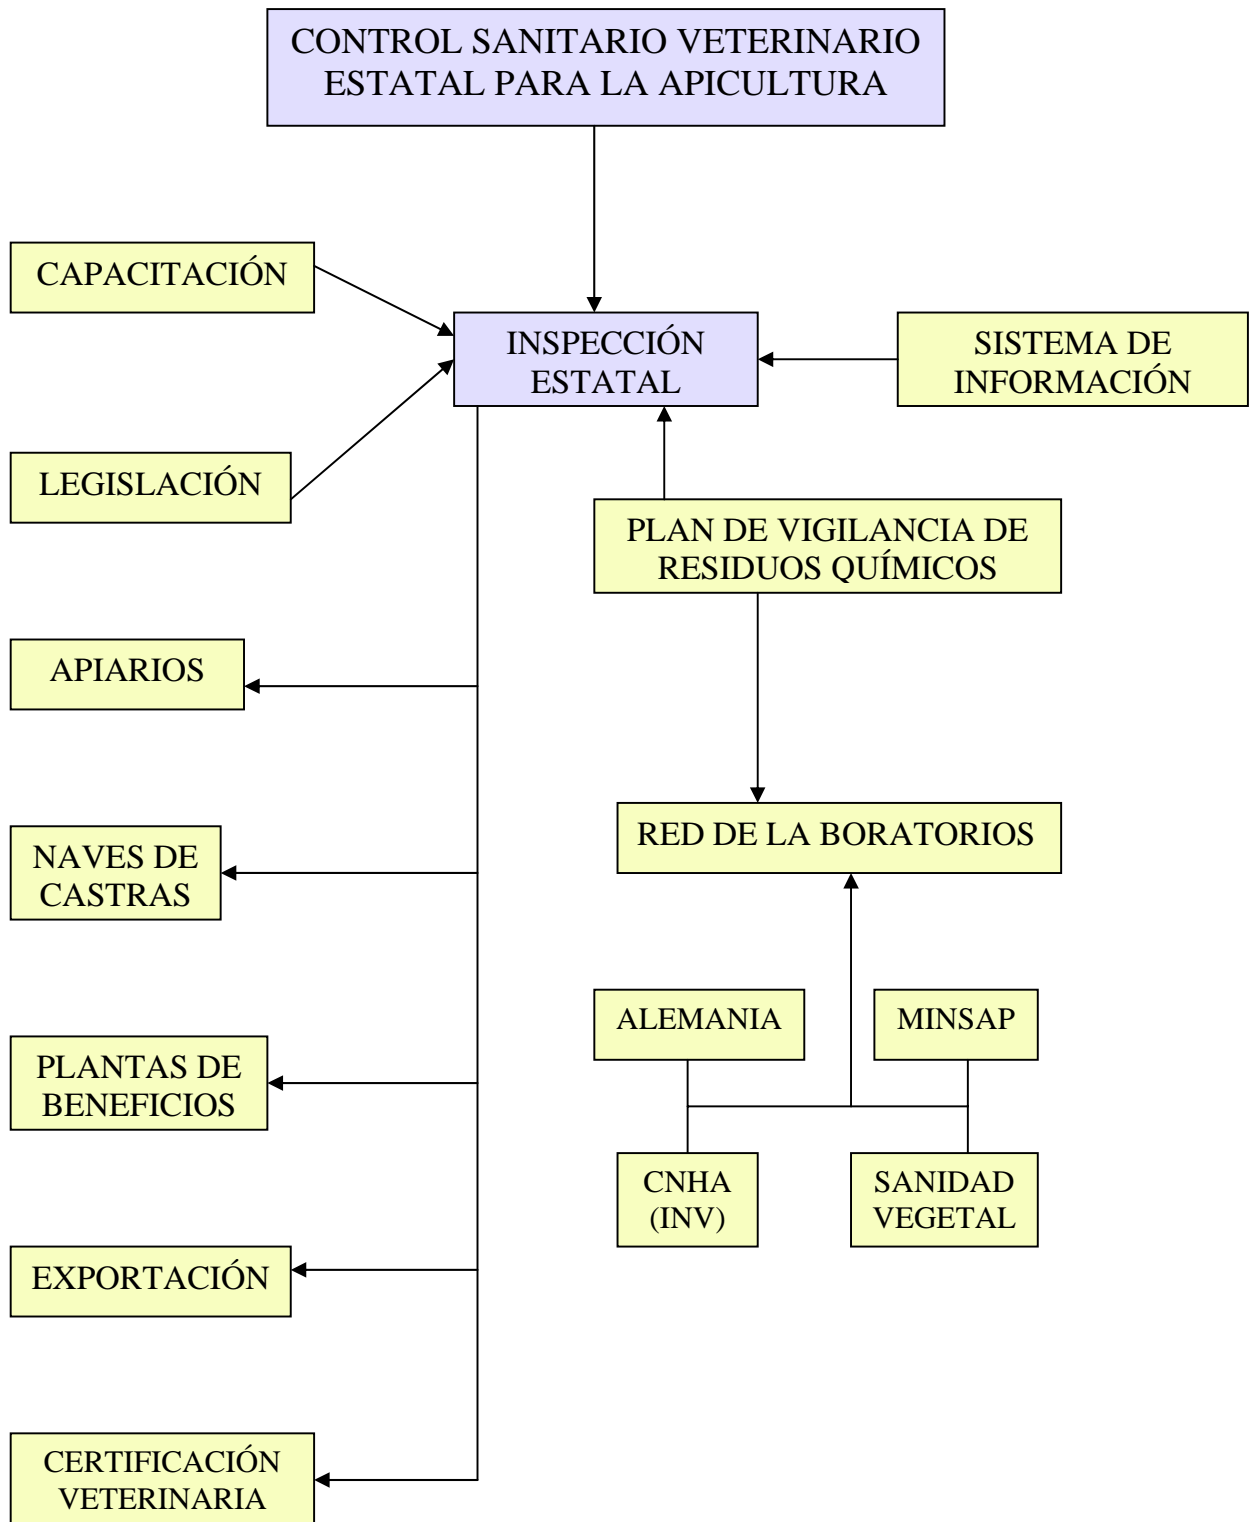 CONTROL SANITARIO VETERINARIO
ESTATAL PARA LA APICULTURA
CAPACITACIÓN
INSPECCIÓN
ESTATAL
SISTEMA DE
INFORMACIÓN
LEGISLACIÓN
PLAN DE VIGILANCIA DE
RESIDUOS QUÍMICOS
APIARIOS
RED DE LA BORATORIOS
NAVES DE
CASTRAS
ALEMANIA
MINSAP
PLANTAS DE
BENEFICIOS
CNHA
(INV)
SANIDAD
VEGETAL
EXPORTACIÓN
CERTIFICACIÓN
VETERINARIA